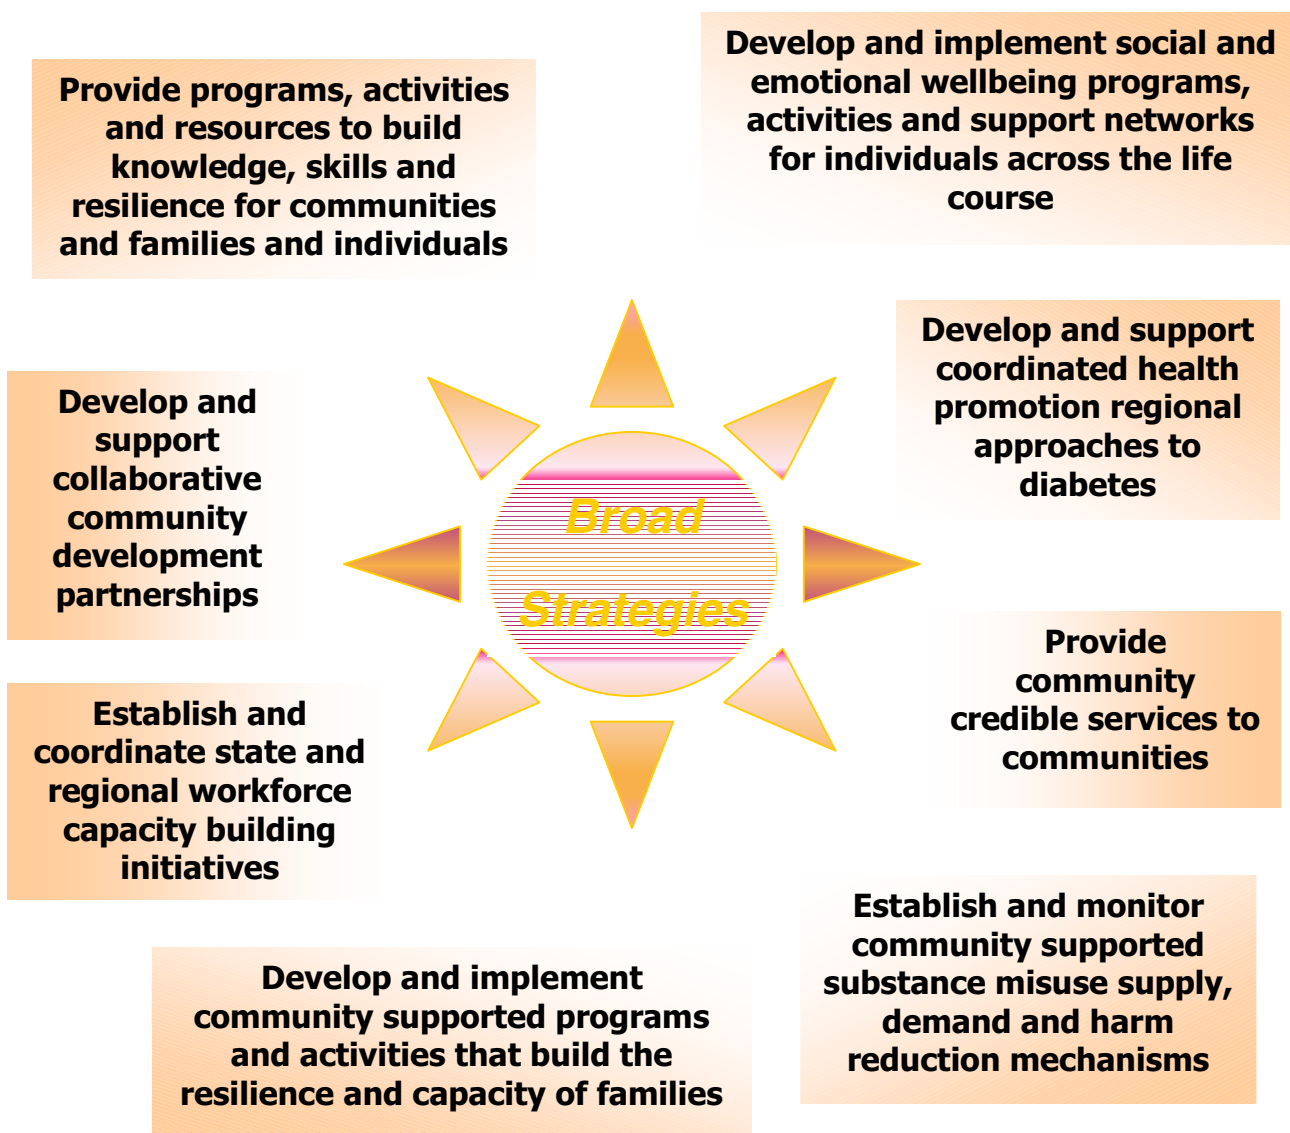 Provide programs, activities
and resources to build
knowledge, skills and
resilience for communities
and families and individuals
Develop and implement social and
emotional wellbeing programs,
activities and support networks
for individuals across the life
course
Develop and support
coordinated health
promotion regional
approaches to
diabetes
Develop and
support
collaborative
community
development
partnerships
Broad
Strategies
Provide
community
credible services to
communities
Establish and
coordinate state and
regional workforce
capacity building
initiatives
Establish and monitor
community supported
substance misuse supply,
demand and harm
reduction mechanisms
Develop and implement
community supported programs
and activities that build the
resilience and capacity of families